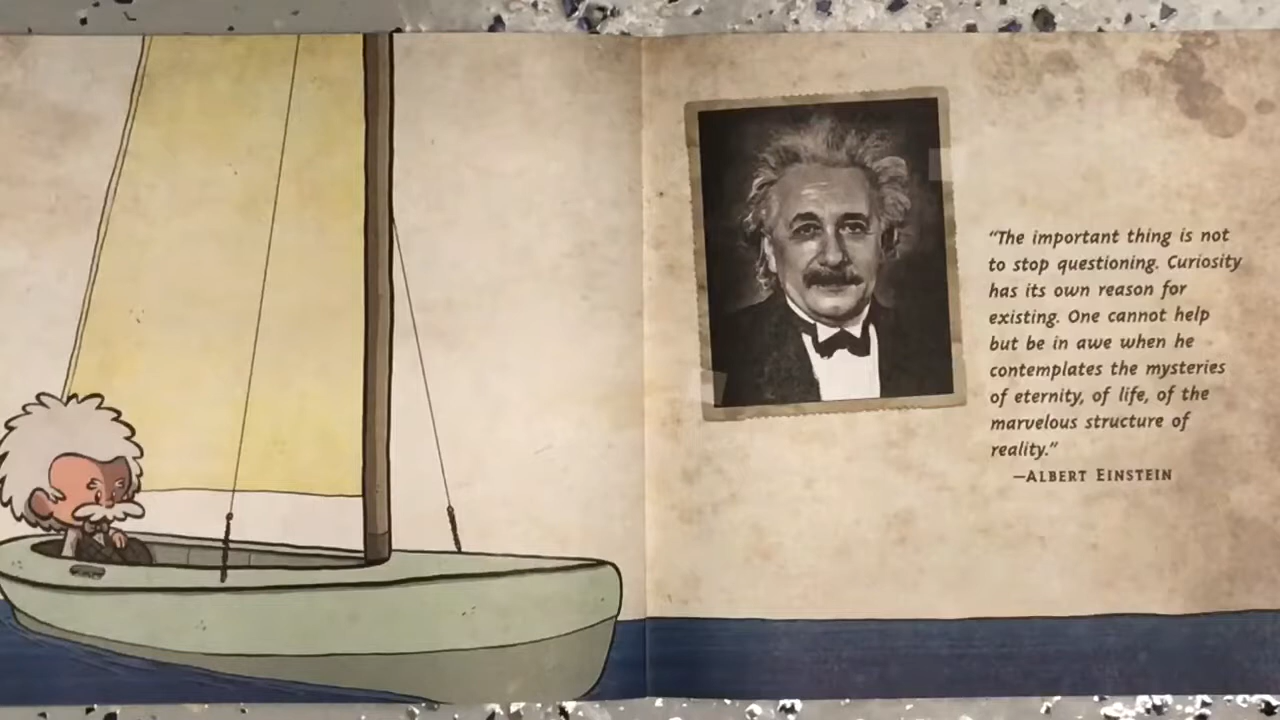 “The important thing is not
to stop questioning. Curiosity
has its own reason for
existing. One cannot help
but be in awe when he
contemplates the mysteries
of eternity, of life, of the
marvelous structure of
reality.”
—ALBERT EINSTEIN